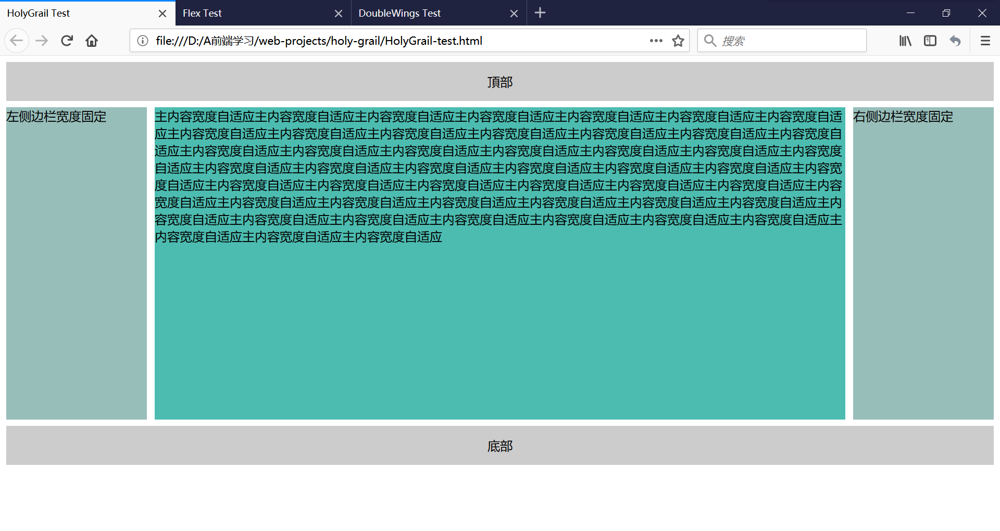 HolyGrail Test
Flex Test
DoubleWings Test
file:///D:/A前端学习/web-projects/holy-grail/HolyGrail-test.html
搜索
頂部
左侧边栏宽度固定
主内容宽度自适应主内容宽度自适应主内容宽度自适应主内容宽度自适应主内容宽度自适应主内容宽度自适应主内容宽度自适
应主内容宽度自适应主内容宽度自适应主内容宽度自适应主内容宽度自适应主内容宽度自适应主内容宽度自适应主内容宽度自
适应主内容宽度自适应主内容宽度自适应主内容宽度自适应主内容宽度自适应主内容宽度自适应主内容宽度自适应主内容宽度
自适应主内容宽度自适应主内容宽度自适应主内容宽度自适应主内容宽度自适应主内容宽度自适应主内容宽度自适应主内容宽
度自适应主内容宽度自适应主内容宽度自适应主内容宽度自适应主内容宽度自适应主内容宽度自适应主内容宽度自适应主内容
宽度自适应主内容宽度自适应主内容宽度自适应主内容宽度自适应主内容宽度自适应主内容宽度自适应主内容宽度自适应主内
容宽度自适应主内容宽度自适应主内容宽度自适应主内容宽度自适应主内容宽度自适应主内容宽度自适应主内容宽度自适应主
内容宽度自适应主内容宽度自适应主内容宽度自适应
右侧边栏宽度固定
底部